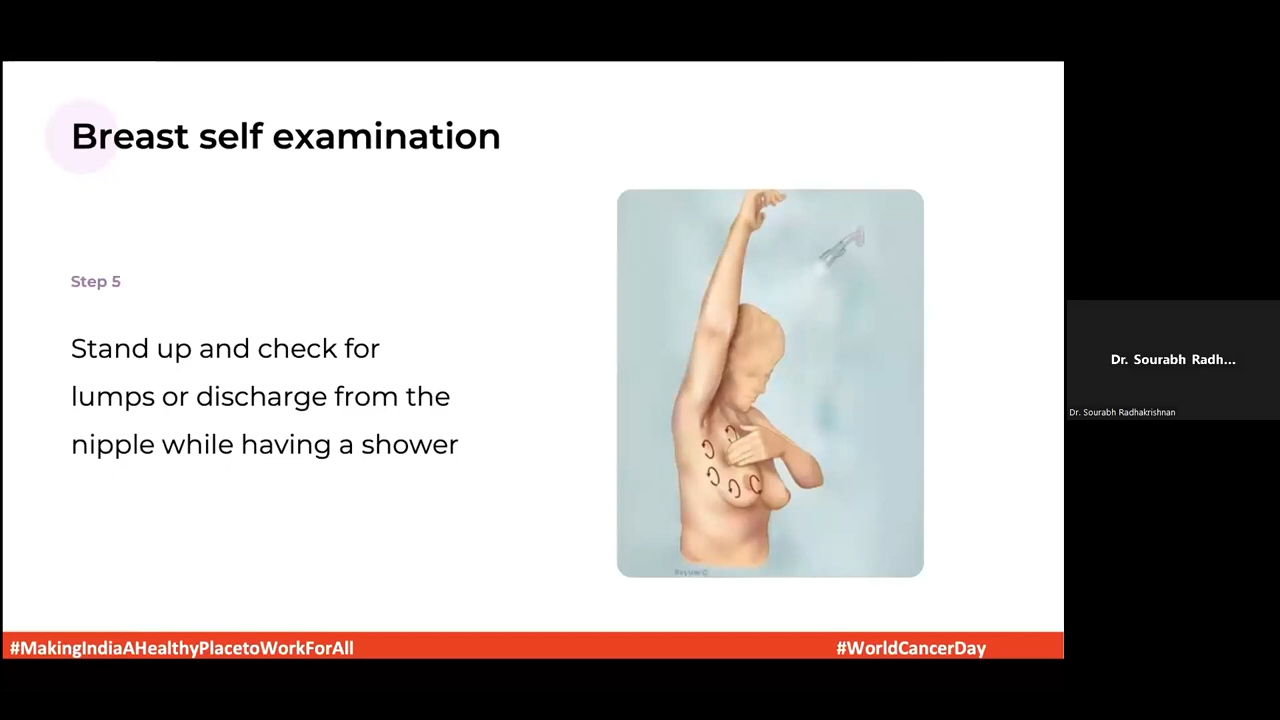 Breast self examination
Step 5
Stand up and check for
lumps or discharge from the
nipple while having a shower
#MakingIndiaAHealthyPlacetoWorkForAll
#WorldCancerDay
Dr. Sourabh Radh...
Dr. Sourabh Radhakrishnan